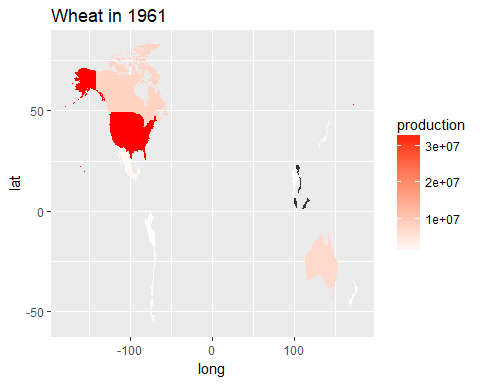 Wheat in 1961
50
0
-50
lat
-100
0
100
long
production
3e+07
2e+07
1e+07